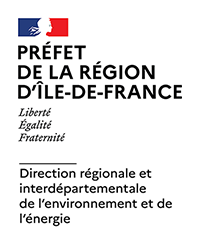 PRÉFET
DE LA RÉGION
D'ÎLE-DE-FRANCE
Liberté
Égalité
Fraternité
Direction régionale et
interdépartementale
de l'environnement et de
l'énergie